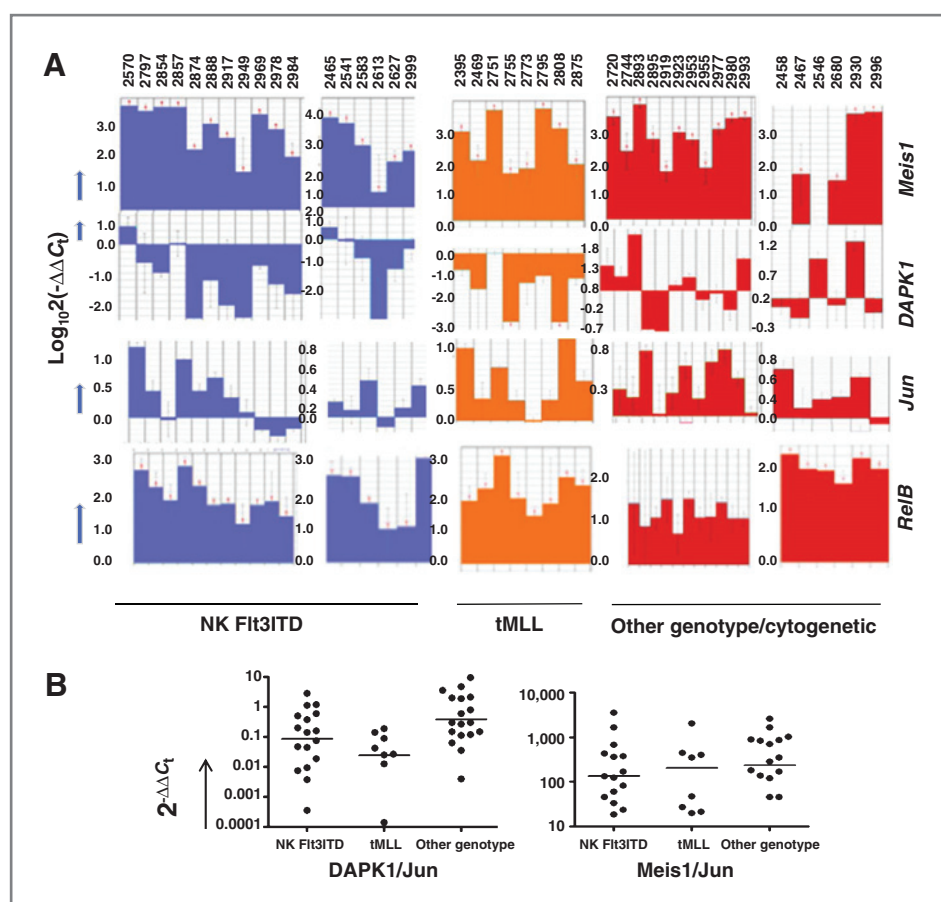 A
2570 2797 2854 2857 2874 2888 2917 2949 2969 2978 2984
2465 2541 2583 2613 2627 2999
2395 2469 2751 2755 2773 2795 2808 2875
2720 2744 2893 2895 2919 2923 2953 2955 2977 2980 2993
2458 2467 2546 2680 2930 2996
Log₁₀2(-ΔΔCt)
3.0 2.0 1.0
4.0 3.0 2.0 1.0 2.0
3.0 2.0 1.0 0.0
3.0 2.0 1.0 0.0
3.0 2.0 1.0 0.0
Meis1
0.0 -1.0 -2.0
1.0 0.0 -1.0 -2.0
0.0 -1.0 -2.0 -3.0
1.8 1.3 0.8 -0.2 -0.7
1.2 0.7 0.2 -0.3
DAPK1
1.0 0.5 0.0
0.8 0.6 0.4 0.2 0.0
1.0 0.5 0.0
0.8 0.3
0.8 0.6 0.4 0.0
Jun
3.0 2.0 1.0 0.0
3.0 2.0 1.0 0.0
3.0 2.0 1.0 0.0
2.0 1.0 0.0
2.0 1.0 0.0
RelB
NK Flt3ITD
tMLL
Other genotype/cytogenetic
B
2-ΔΔCt
10 1 0.1 0.01 0.001 0.0001
NK Flt3ITD tMLL Other genotype
DAPK1/Jun
10,000 1,000 100 10
NK Flt3ITD tMLL Other genotype
Meis1/Jun